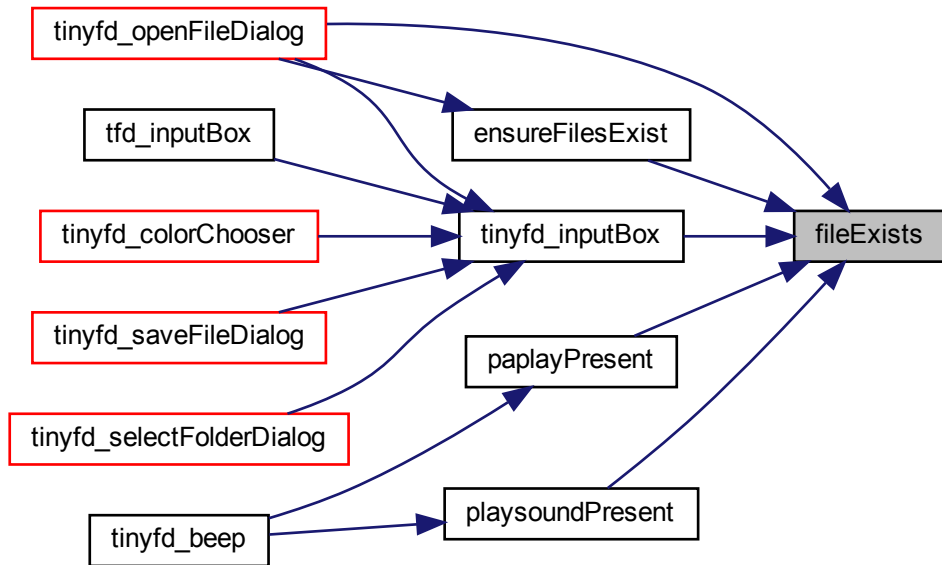 tinyfd_openFileDialog
tfd_inputBox
ensureFilesExist
tinyfd_colorChooser
tinyfd_inputBox
fileExists
tinyfd_saveFileDialog
paplayPresent
tinyfd_selectFolderDialog
playsoundPresent
tinyfd_beep